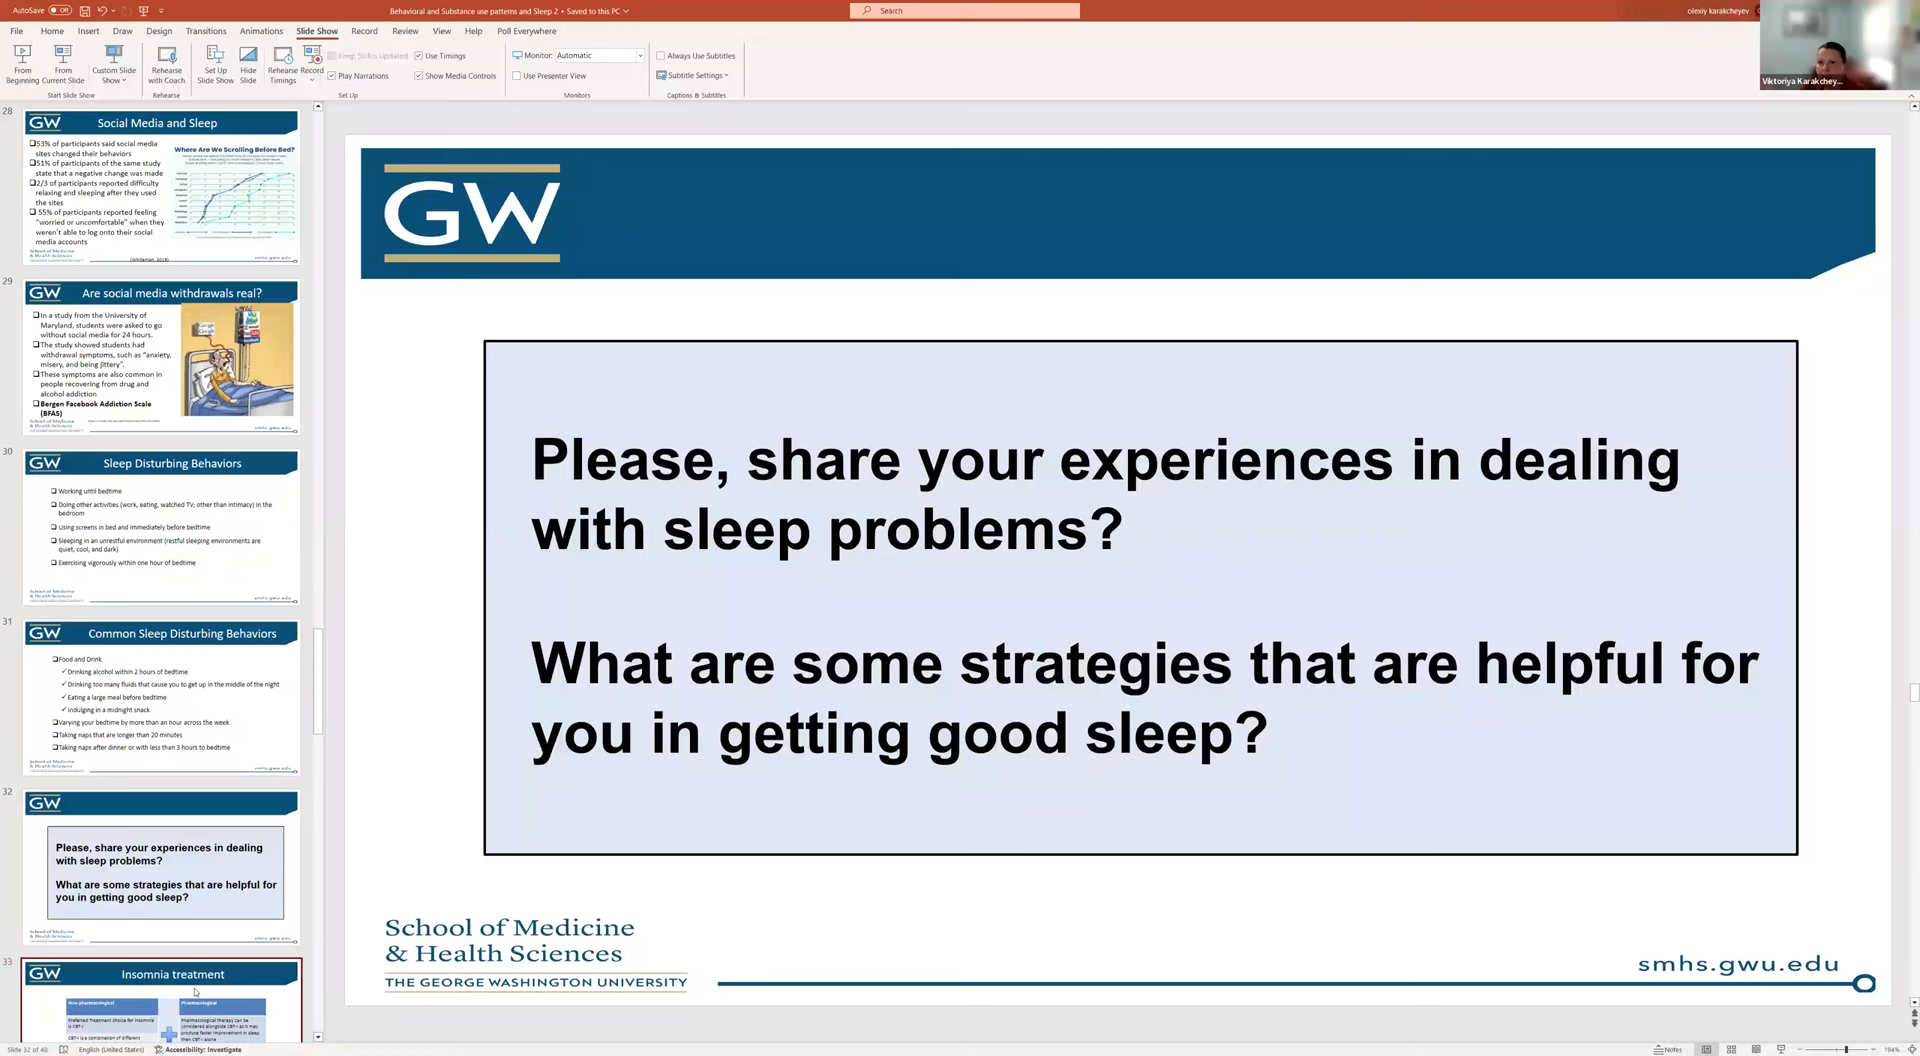 AutoSave
Off
Behavioral and Substance use patterns and Sleep 2 • Saved to this PC
Search
olexiy karakcheyev
File
Home
Insert
Draw
Design
Transitions
Animations
Slide Show
Record
Review
View
Help
Poll Everywhere
From
Beginning
From
Current Slide
Custom Slide
Show
Start Slide Show
Rehearse
with Coach
Rehearse
Set Up
Slide Show
Hide
Slide
Rehearse
Timings
Record
Keep Slides Updated
Play Narrations
Use Timings
Show Media Controls
Set Up
Monitor:
Automatic
Use Presenter View
Monitors
Always Use Subtitles
Subtitle Settings
Captions & Subtitles
Viktoriya Karakchey...
28
GW
Social Media and Sleep
53% of participants said social media
sites changed their behaviors
51% of participants of the same study
state that a negative change was made
2/3 of participants reported difficulty
relaxing and sleeping after they used
the sites
55% of participants reported feeling
"worried or uncomfortable" when they
weren't able to log onto their social
media accounts
Where Are We Scrolling Before Bed?
School of Medicine
& Health Sciences
smhs.gwu.edu
29
GW
Are social media withdrawals real?
In a study from the University of
Maryland, students were asked to go
without social media for 24 hours.
The study showed students had
withdrawal symptoms, such as "anxiety,
misery, and being jittery".
These symptoms are also common in
people recovering from drug and
alcohol addiction
Bergen Facebook Addiction Scale
(BFAS)
School of Medicine
& Health Sciences
smhs.gwu.edu
30
GW
Sleep Disturbing Behaviors
Working until bedtime
Doing other activities (work, eating, watched TV; other than intimacy) in the
bedroom
Using screens in bed and immediately before bedtime
Sleeping in an unrestful environment (restful sleeping environments are
quiet, cool, and dark)
Exercising vigorously within one hour of bedtime
School of Medicine
& Health Sciences
smhs.gwu.edu
31
GW
Common Sleep Disturbing Behaviors
Food and Drink
✓Drinking alcohol within 2 hours of bedtime
✓Drinking too many fluids that cause you to get up in the middle of the night
✓Eating a large meal before bedtime
✓Indulging in a midnight snack
Varying your bedtime by more than an hour across the week
Taking naps that are longer than 20 minutes
Taking naps after dinner or with less than 3 hours to bedtime
School of Medicine
& Health Sciences
smhs.gwu.edu
32
GW
Please, share your experiences in dealing
with sleep problems?
What are some strategies that are helpful for
you in getting good sleep?
School of Medicine
& Health Sciences
smhs.gwu.edu
33
GW
Insomnia treatment
Non pharmacological
Preferred Treatment choice for insomnia
is CBT-I
CBT-I is a combination of different
Pharmacological
Pharmacological therapy can be
considered alongside CBT-I as it may
produce faster improvement in sleep
than CBT-I alone
GW
Please, share your experiences in dealing
with sleep problems?
What are some strategies that are helpful for
you in getting good sleep?
School of Medicine
& Health Sciences
THE GEORGE WASHINGTON UNIVERSITY
smhs.gwu.edu
Slide 32 of 48
English (United States)
Accessibility: Investigate
Notes
194%